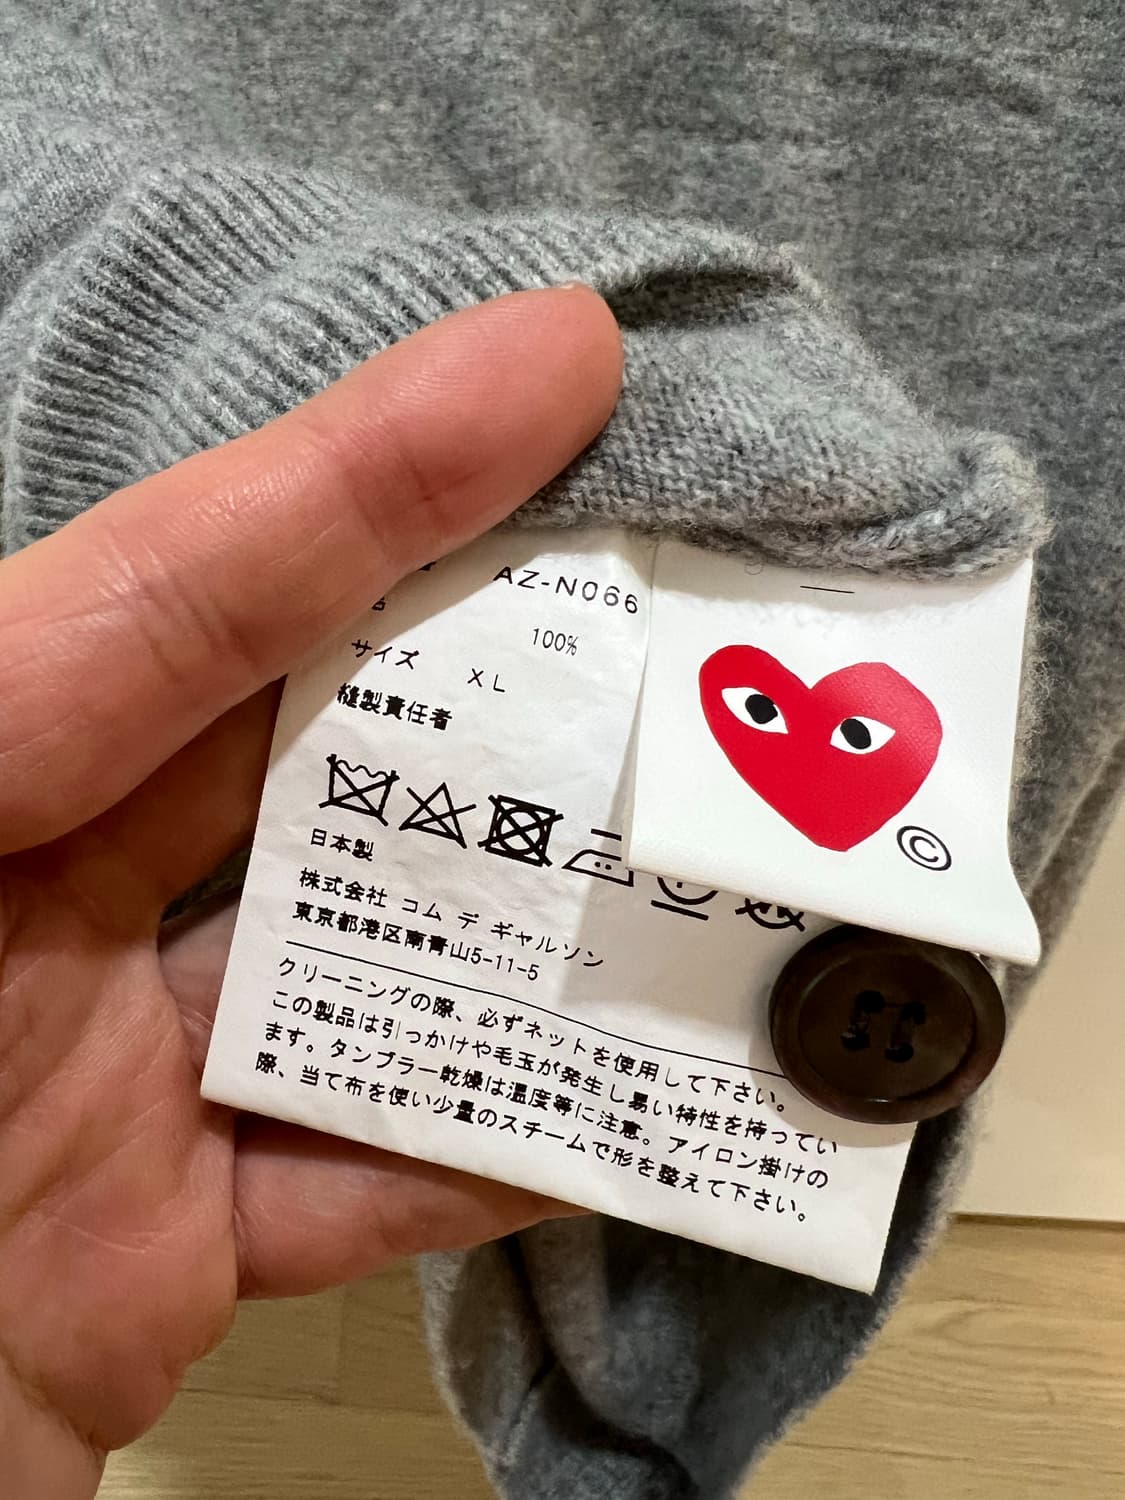 AZ-N066
100%
サイズ XL
縫製責任者
日本製
株式会社 コム デ ギャルソン
東京都港区南青山5-11-5
クリーニングの際、必ずネットを使用して下さい。
この製品は引っかけや毛玉が発生し易い特性を持ってい
ます。タンブラー乾燥は温度等に注意。アイロン掛けの
際、当て布を使い少量のスチームで形を整えて下さい。
©